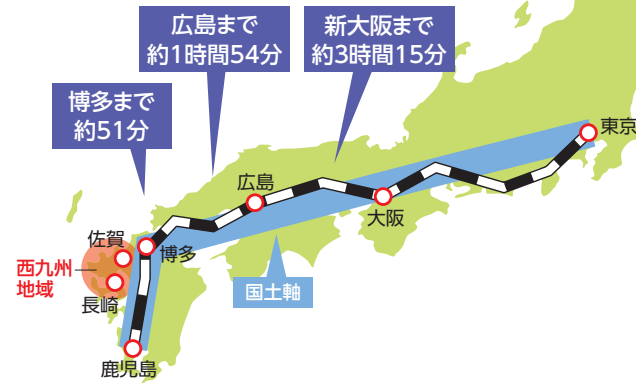 広島まで
約1時間54分
新大阪まで
約3時間15分
博多まで
約51分
東京
広島
大阪
佐賀
博多
西九州
地域
長崎
国土軸
鹿児島